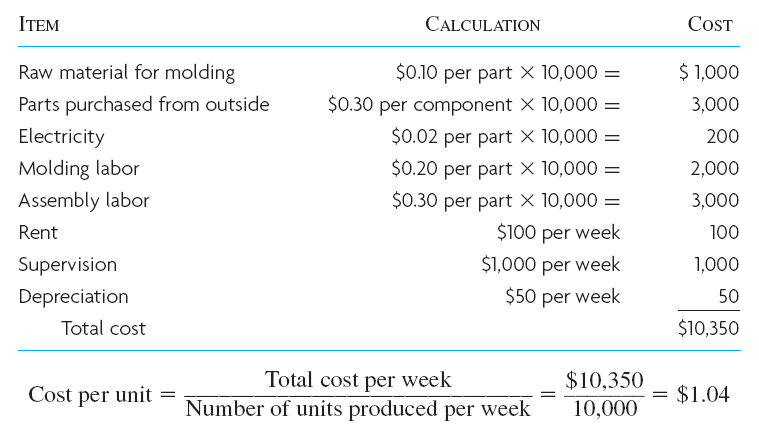 ITEM CALCULATION COST
Raw material for molding $0.10 per part × 10,000 = $ 1,000
Parts purchased from outside $0.30 per component × 10,000 = 3,000
Electricity $0.02 per part × 10,000 = 200
Molding labor $0.20 per part × 10,000 = 2,000
Assembly labor $0.30 per part × 10,000 = 3,000
Rent $100 per week 100
Supervision $1,000 per week 1,000
Depreciation $50 per week 50
Total cost $10,350
Cost per unit = Total cost per week / Number of units produced per week = $10,350 / 10,000 = $1.04